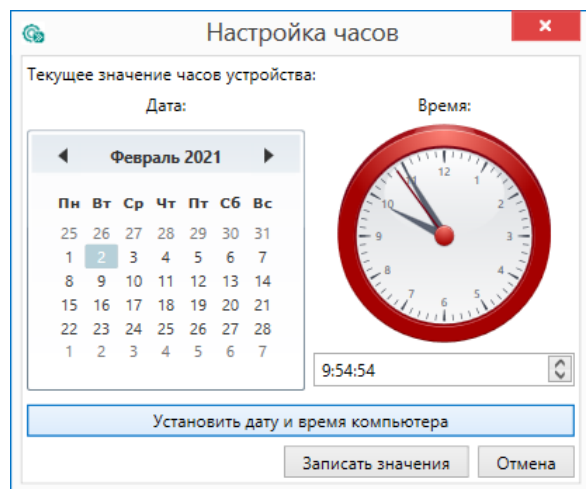 Настройка часов
Текущее значение часов устройства:
Дата: Время:
Февраль 2021
Пн Вт Ср Чт Пт Сб Вс
25 26 27 28 29 30 31
1 2 3 4 5 6 7
8 9 10 11 12 13 14
15 16 17 18 19 20 21
22 23 24 25 26 27 28
1 2 3 4 5 6 7
12
11 1
10 2
9 3
8 4
7 5
6
9:54:54
Установить дату и время компьютера
Записать значения Отмена